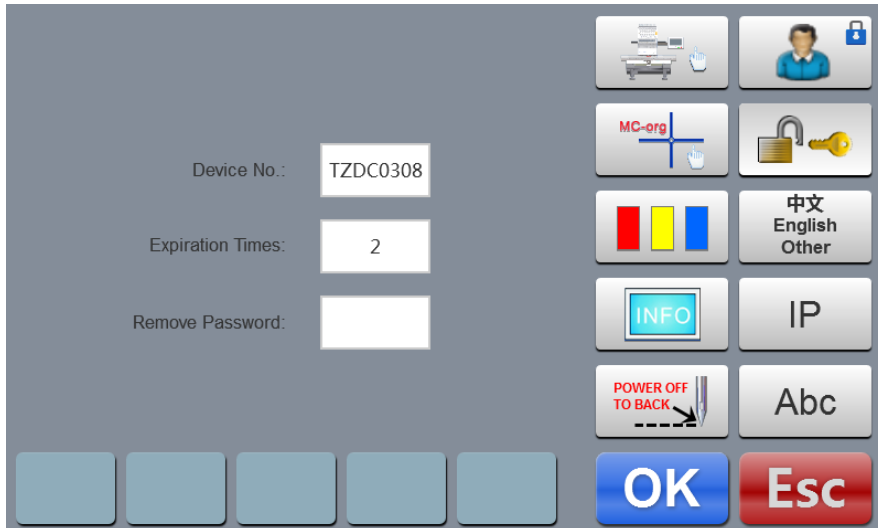 Device No.:
TZDC0308
Expiration Times:
2
Remove Password:
MC-org
中文
English
Other
INFO
IP
POWER OFF
TO BACK
Abc
OK
Esc